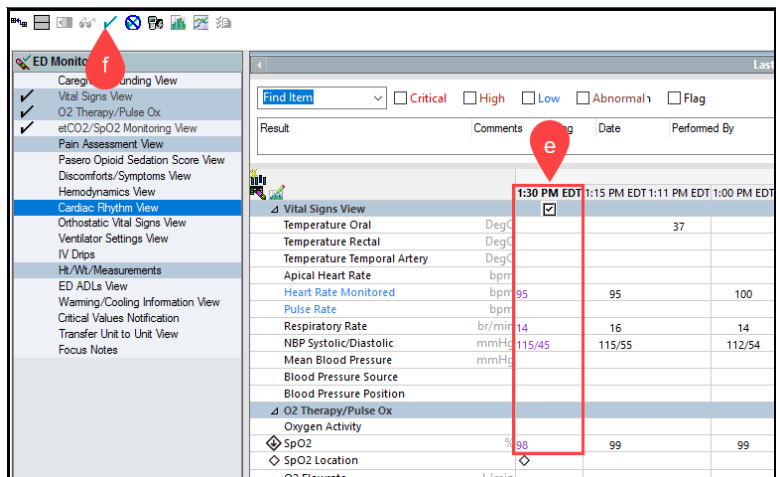 f
ED Monito
Last
Caregi unding View
Vital Signs View
O2 Therapy/Pulse Ox
etCO2/SpO2 Monitoring View
Pain Assessment View
Pasero Opioid Sedation Score View
Discomforts/Symptoms View
Hemodynamics View
Cardiac Rhythm View
Orthostatic Vital Signs View
Ventilator Settings View
IV Drips
Ht/Wt/Measurements
ED ADLs View
Warming/Cooling Information View
Critical Values Notification
Transfer Unit to Unit View
Focus Notes
Find Item Critical High Low Abnormal Flag
Result Comments g Date Performed By
e
1:30 PM EDT 1:15 PM EDT 1:11 PM EDT 1:00 PM EDT
Vital Signs View
Temperature Oral DegC 37
Temperature Rectal DegC
Temperature Temporal Artery DegC
Apical Heart Rate bpm
Heart Rate Monitored bpm 95 95 100
Pulse Rate bpm
Respiratory Rate br/min 14 16 14
NBP Systolic/Diastolic mmHg 115/45 115/55 112/54
Mean Blood Pressure mmHg
Blood Pressure Source
Blood Pressure Position
O2 Therapy/Pulse Ox
Oxygen Activity
SpO2 % 98 99 99
SpO2 Location
O2 Flowrate L/min